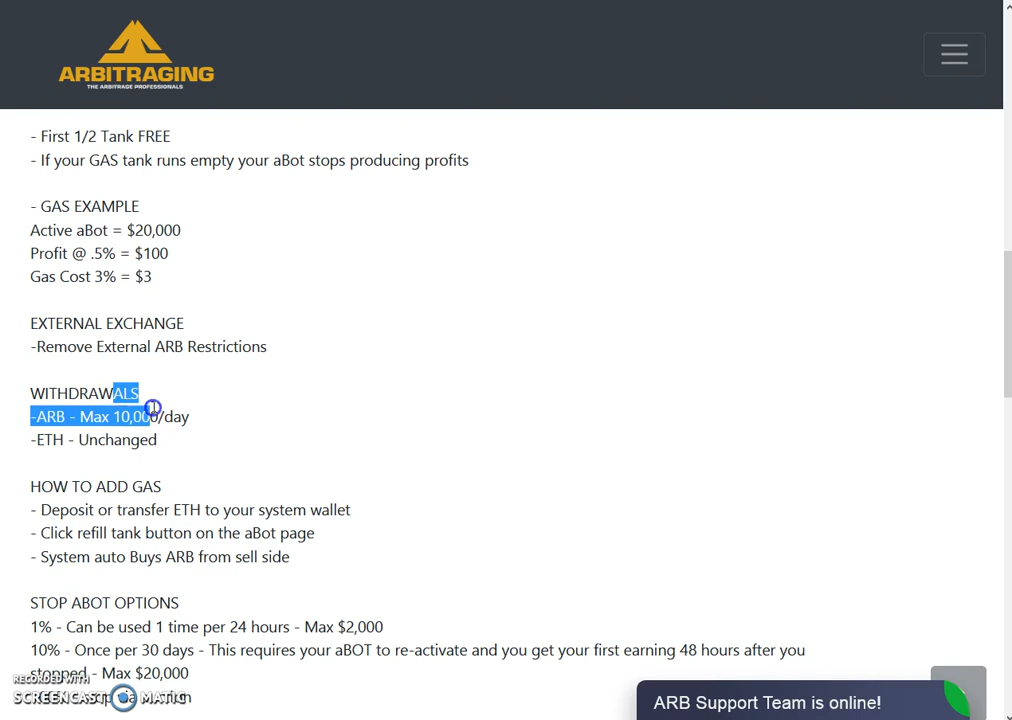 ARBITRAGING
THE ARBITRAGE PROFESSIONALS
- First 1/2 Tank FREE
- If your GAS tank runs empty your aBot stops producing profits
- GAS EXAMPLE
Active aBot = $20,000
Profit @ .5% = $100
Gas Cost 3% = $3
EXTERNAL EXCHANGE
-Remove External ARB Restrictions
WITHDRAWALS
-ARB - Max 10,000/day
-ETH - Unchanged
HOW TO ADD GAS
- Deposit or transfer ETH to your system wallet
- Click refill tank button on the aBot page
- System auto Buys ARB from sell side
STOP ABOT OPTIONS
1% - Can be used 1 time per 24 hours - Max $2,000
10% - Once per 30 days - This requires your aBOT to re-activate and you get your first earning 48 hours after you
stopped - Max $20,000
RECORDED WITH
SCREENCAST MATIC
ARB Support Team is online!